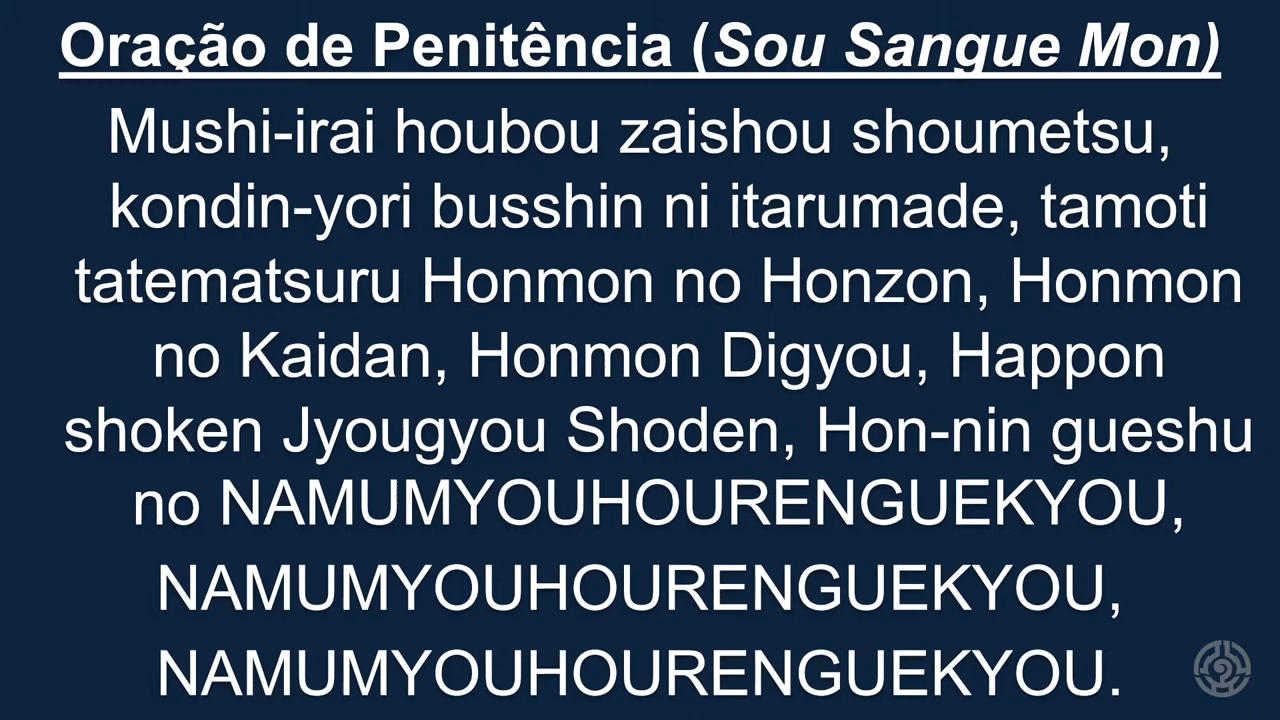 Oração de Penitência (Sou Sangue Mon)
Mushi-irai houbou zaishou shoumetsu,
kondin-yori busshin ni itarumade, tamoti
tatematsuru Honmon no Honzon, Honmon
no Kaidan, Honmon Digyou, Happon
shoken Jyougyou Shoden, Hon-nin gueshu
no NAMUMYOUHOURENGUEKYOU,
NAMUMYOUHOURENGUEKYOU,
NAMUMYOUHOURENGUEKYOU.